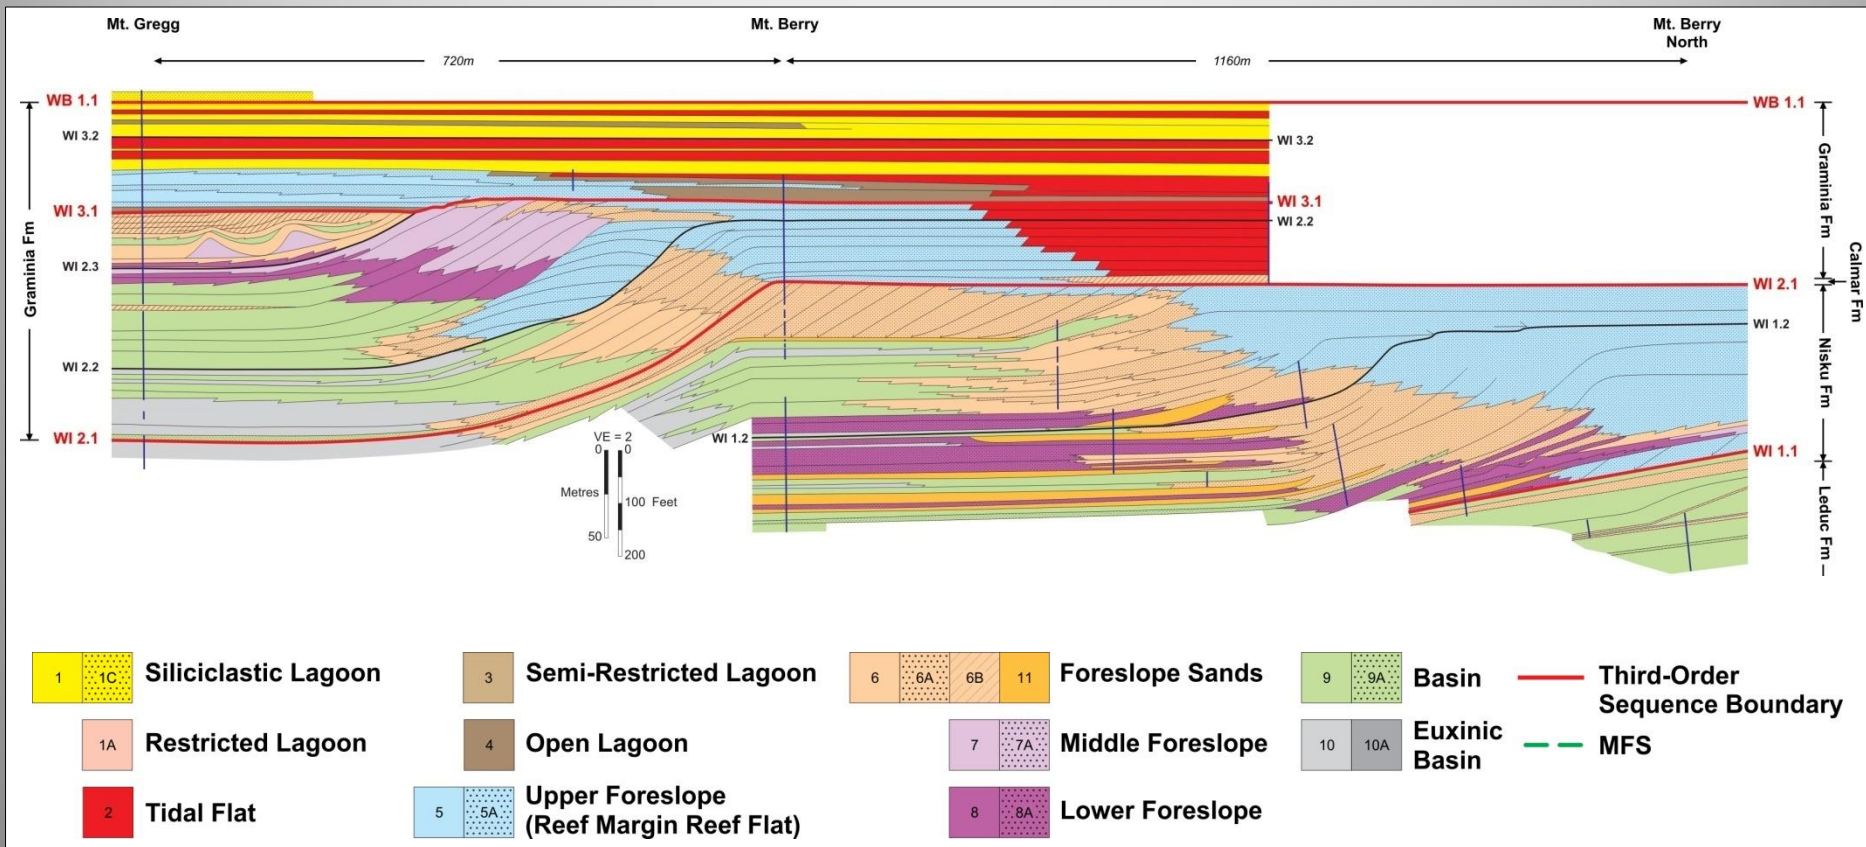 Mt. Gregg
Mt. Berry
Mt. Berry
North
720m
1160m
WB 1.1
WB 1.1
WI 3.2
WI 3.2
WI 3.1
WI 3.1
WI 2.2
WI 2.3
WI 2.1
WI 1.2
WI 2.2
WI 2.1
WI 1.2
WI 1.1
Graminia Fm
Graminia Fm
Calmar Fm
Nisku Fm
Leduc Fm
VE = 2
0 0
Metres
100 Feet
50
200
1 1C Siliciclastic Lagoon
1A Restricted Lagoon
2 Tidal Flat
3 Semi-Restricted Lagoon
4 Open Lagoon
5 5A Upper Foreslope
(Reef Margin Reef Flat)
6 6A 6B 11 Foreslope Sands
7 7A Middle Foreslope
8 8A Lower Foreslope
9 9A Basin
10 10A Euxinic
Basin
Third-Order
Sequence Boundary
MFS